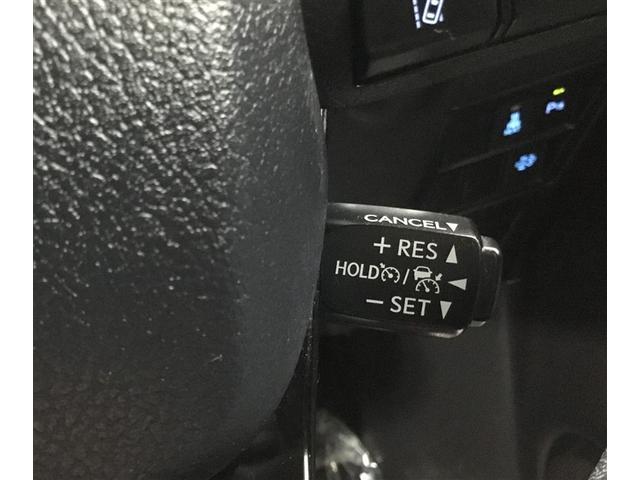 CANCEL▼
+ RES ▲
HOLD / ◀
− SET ▼